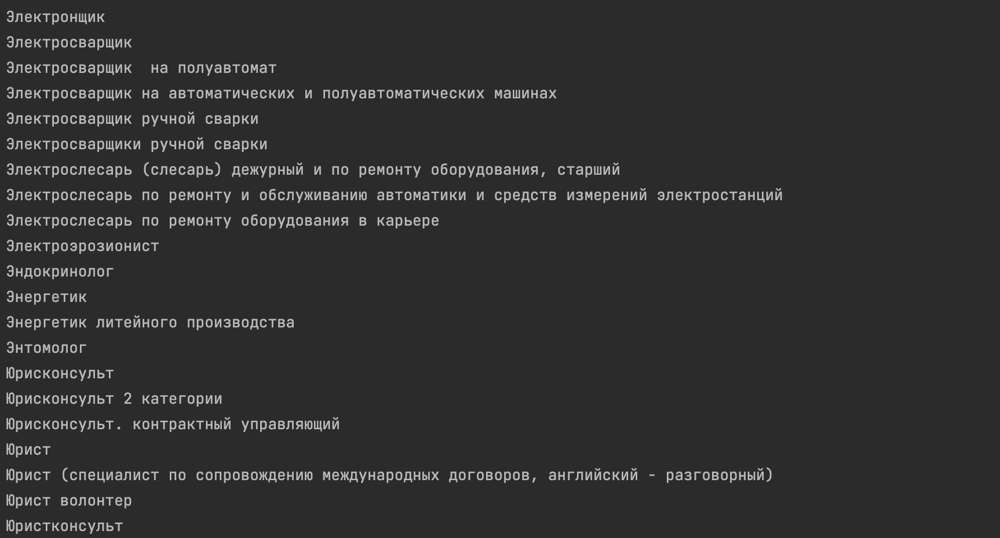 Электронщик
Электросварщик
Электросварщик  на полуавтомат
Электросварщик на автоматических и полуавтоматических машинах
Электросварщик ручной сварки
Электросварщики ручной сварки
Электрослесарь (слесарь) дежурный и по ремонту оборудования, старший
Электрослесарь по ремонту и обслуживанию автоматики и средств измерений электростанций
Электрослесарь по ремонту оборудования в карьере
Электроэрозионист
Эндокринолог
Энергетик
Энергетик литейного производства
Энтомолог
Юрисконсульт
Юрисконсульт 2 категории
Юрисконсульт. контрактный управляющий
Юрист
Юрист (специалист по сопровождению международных договоров, английский - разговорный)
Юрист волонтер
Юристконсульт